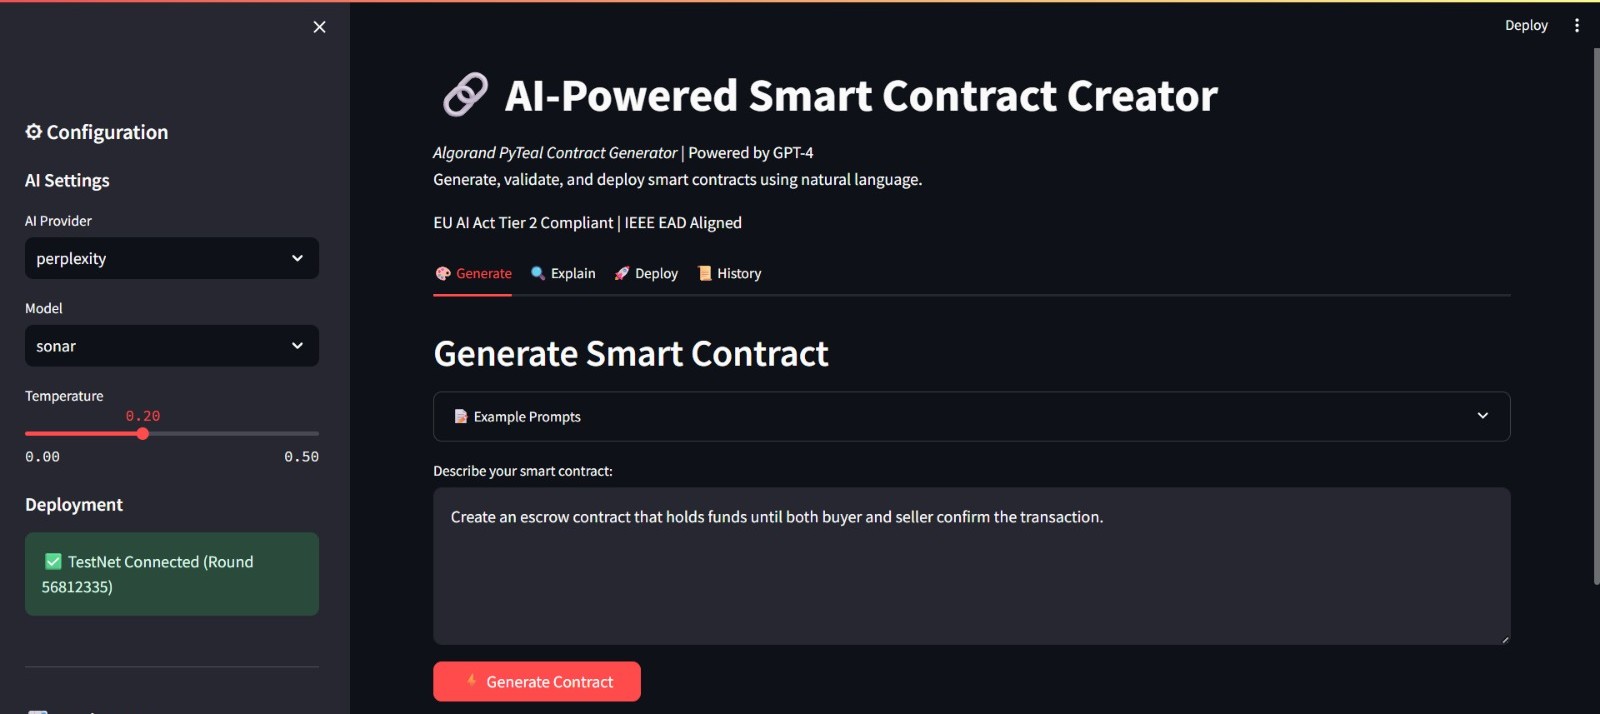 Deploy
Configuration
AI Settings
AI Provider
perplexity
Model
sonar
Temperature
0.20
0.00 0.50
Deployment
TestNet Connected (Round
56812335)
AI-Powered Smart Contract Creator
Algorand PyTeal Contract Generator | Powered by GPT-4
Generate, validate, and deploy smart contracts using natural language.
EU AI Act Tier 2 Compliant | IEEE EAD Aligned
Generate Explain Deploy History
Generate Smart Contract
Example Prompts
Describe your smart contract:
Create an escrow contract that holds funds until both buyer and seller confirm the transaction.
Generate Contract